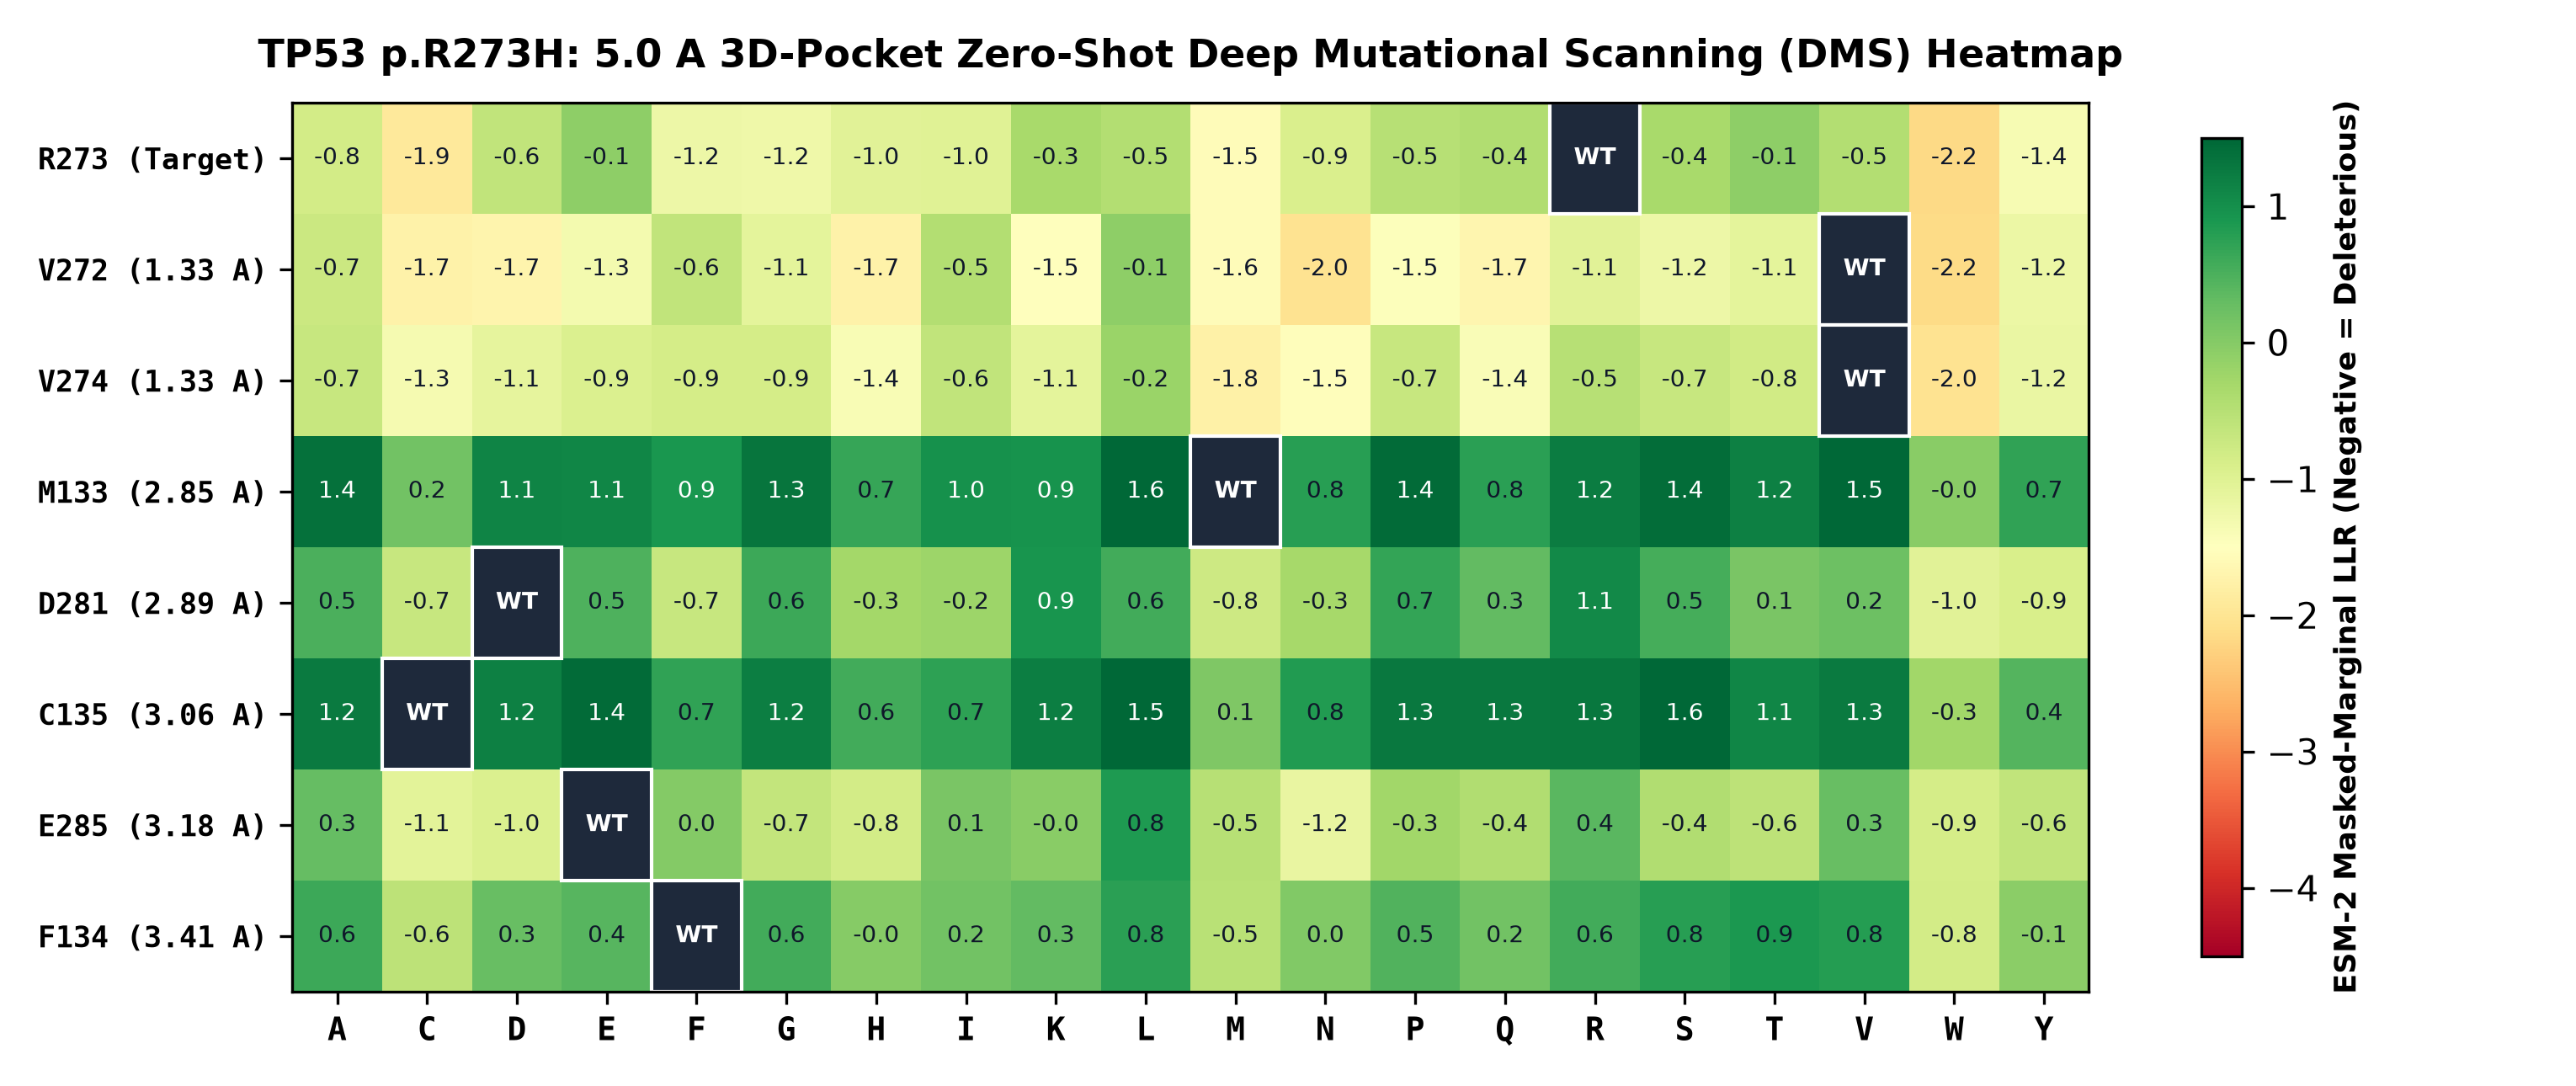 TP53 p.R273H: 5.0 A 3D-Pocket Zero-Shot Deep Mutational Scanning (DMS) Heatmap
R273 (Target) -0.8 -1.9 -0.6 -0.1 -1.2 -1.2 -1.0 -1.0 -0.3 -0.5 -1.5 -0.9 -0.5 -0.4 WT -0.4 -0.1 -0.5 -2.2 -1.4
V272 (1.33 A) -0.7 -1.7 -1.7 -1.3 -0.6 -1.1 -1.7 -0.5 -1.5 -0.1 -1.6 -2.0 -1.5 -1.7 -1.1 -1.2 -1.1 WT -2.2 -1.2
V274 (1.33 A) -0.7 -1.3 -1.1 -0.9 -0.9 -0.9 -1.4 -0.6 -1.1 -0.2 -1.8 -1.5 -0.7 -1.4 -0.5 -0.7 -0.8 WT -2.0 -1.2
M133 (2.85 A) 1.4 0.2 1.1 1.1 0.9 1.3 0.7 1.0 0.9 1.6 WT 0.8 1.4 0.8 1.2 1.4 1.2 1.5 -0.0 0.7
D281 (2.89 A) 0.5 -0.7 WT 0.5 -0.7 0.6 -0.3 -0.2 0.9 0.6 -0.8 -0.3 0.7 0.3 1.1 0.5 0.1 0.2 -1.0 -0.9
C135 (3.06 A) 1.2 WT 1.2 1.4 0.7 1.2 0.6 0.7 1.2 1.5 0.1 0.8 1.3 1.3 1.3 1.6 1.1 1.3 -0.3 0.4
E285 (3.18 A) 0.3 -1.1 -1.0 WT 0.0 -0.7 -0.8 0.1 -0.0 0.8 -0.5 -1.2 -0.3 -0.4 0.4 -0.4 -0.6 0.3 -0.9 -0.6
F134 (3.41 A) 0.6 -0.6 0.3 0.4 WT 0.6 -0.0 0.2 0.3 0.8 -0.5 0.0 0.5 0.2 0.6 0.8 0.9 0.8 -0.8 -0.1
A C D E F G H I K L M N P Q R S T V W Y
1
0
−1
−2
−3
−4
ESM-2 Masked-Marginal LLR (Negative = Deleterious)